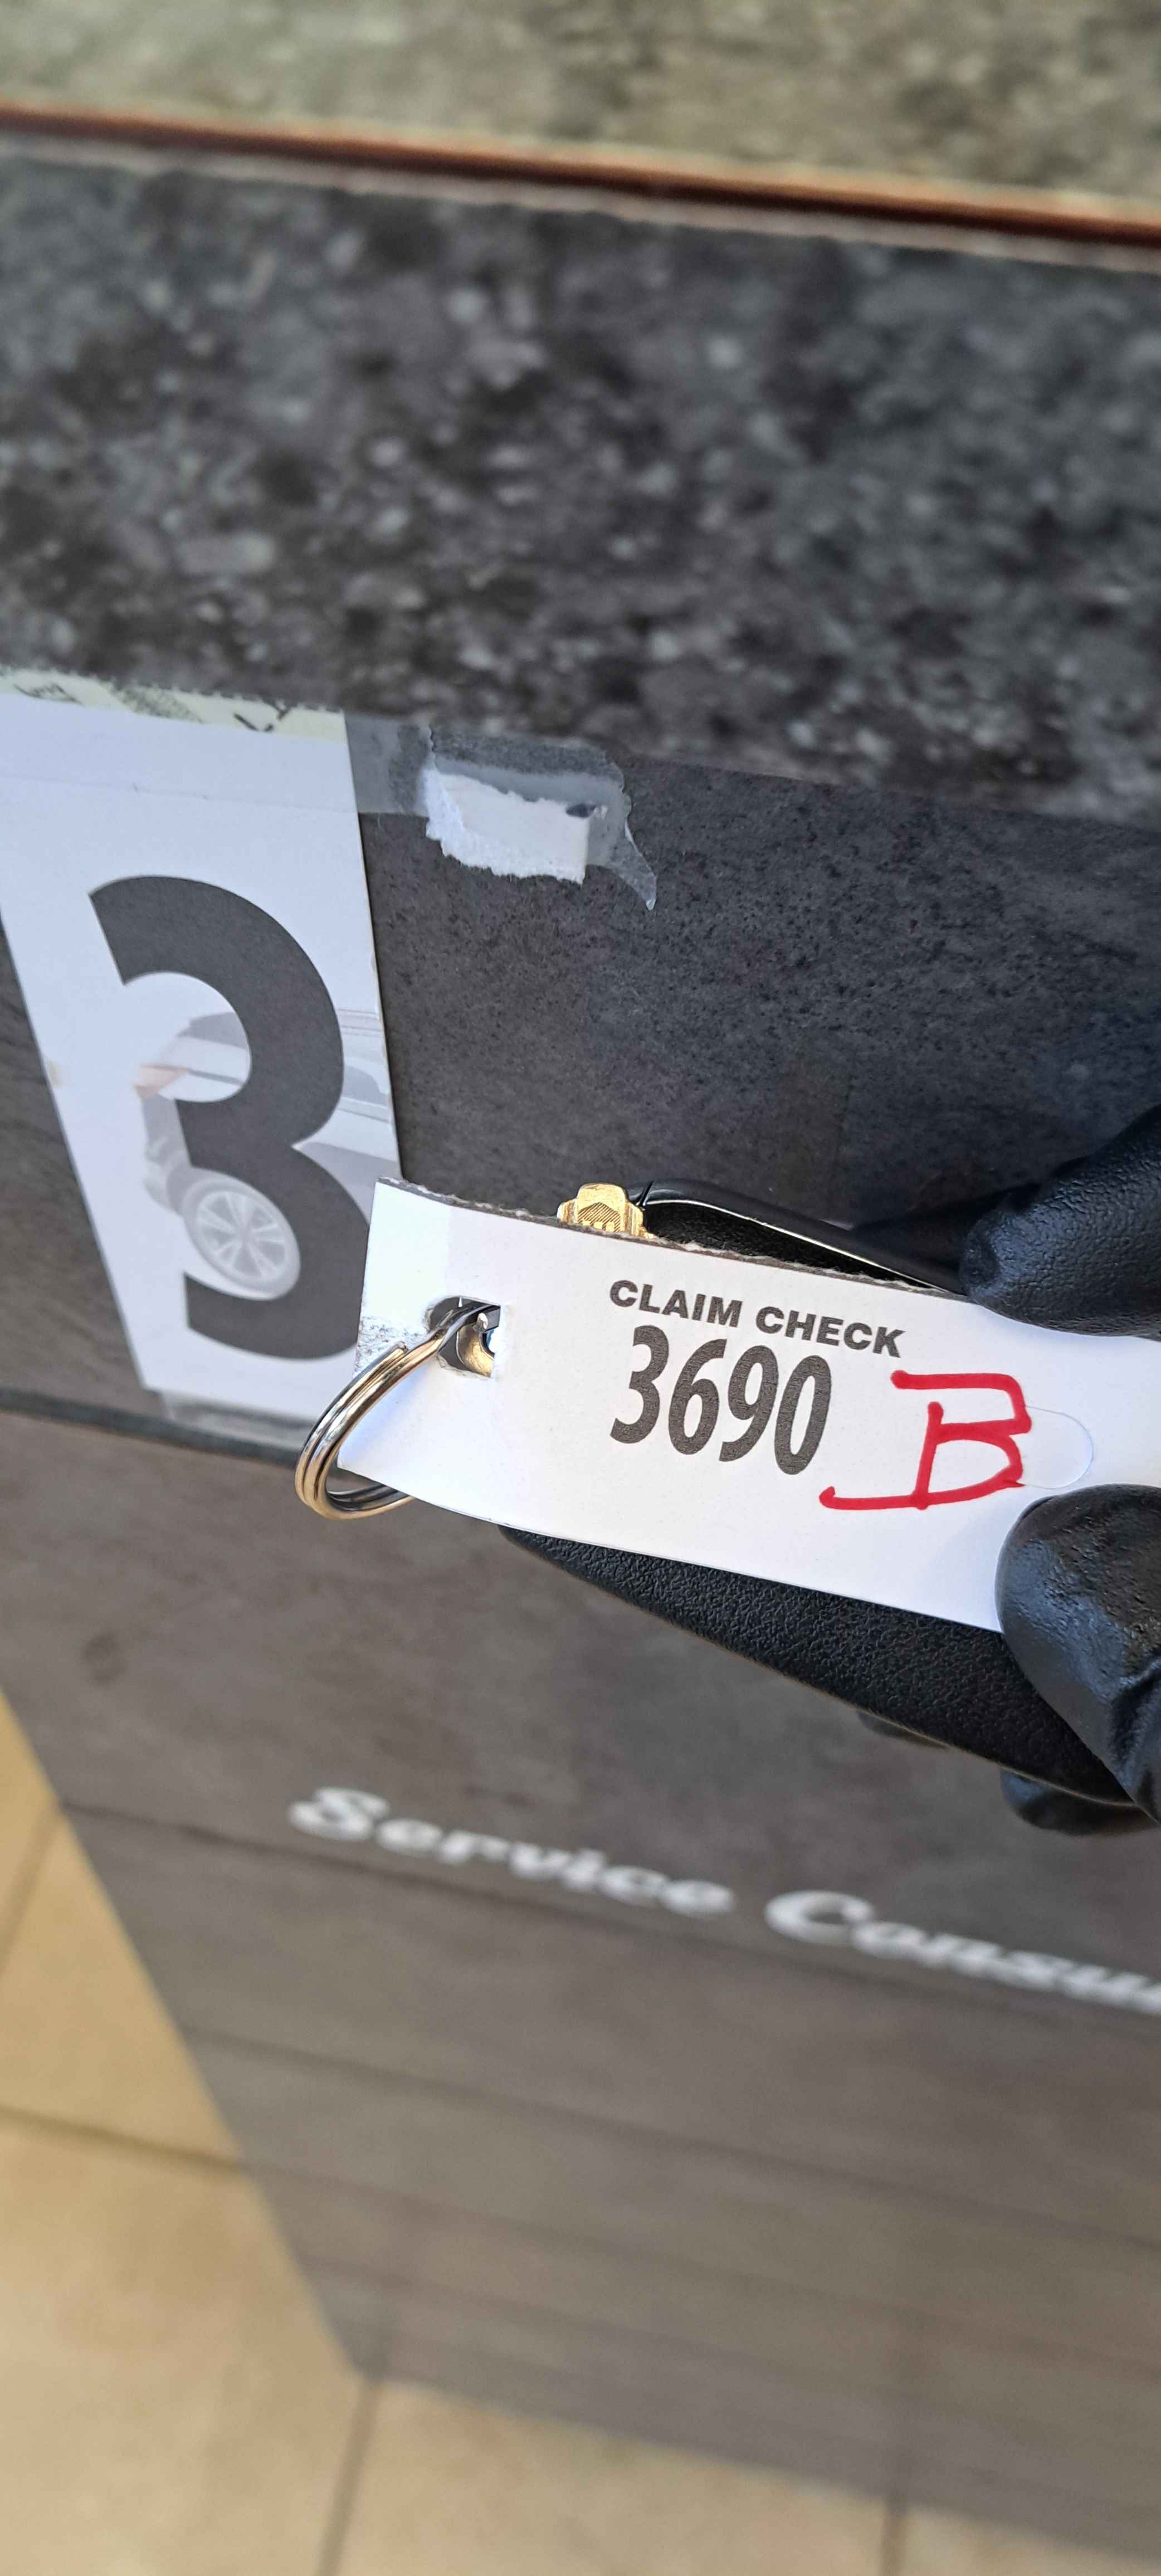 3
CLAIM CHECK
3690 B
Service Consu